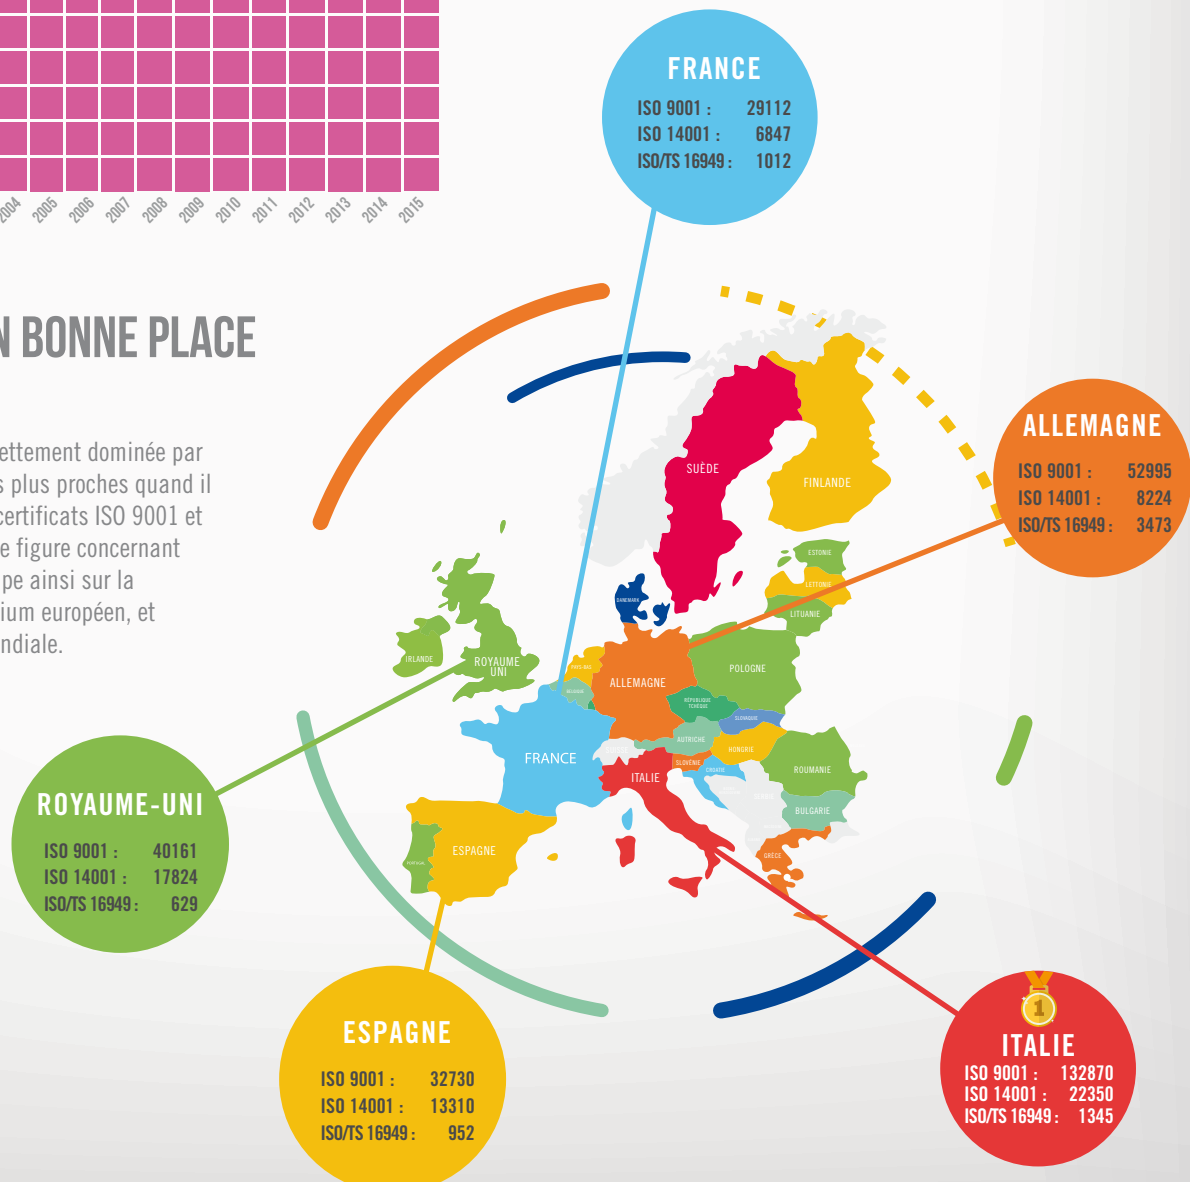 2004 2005 2006 2007 2008 2009 2010 2011 2012 2013 2014 2015
N BONNE PLACE
ettement dominée par
s plus proches quand il
certificats ISO 9001 et
e figure concernant
pe ainsi sur la
ium européen, et
ndiale.
FRANCE
ISO 9001 : 29112
ISO 14001 : 6847
ISO/TS 16949 : 1012
ALLEMAGNE
ISO 9001 : 52995
ISO 14001 : 8224
ISO/TS 16949 : 3473
SUÈDE
FINLANDE
ESTONIE
LETTONIE
LITUANIE
DANEMARK
IRLANDE
ROYAUME
UNI
PAYS-BAS
BELGIQUE
ALLEMAGNE
POLOGNE
RÉPUBLIQUE
TCHÈQUE
SLOVAQUIE
AUTRICHE
HONGRIE
FRANCE
ITALIE
SLOVÉNIE
CROATIE
ROUMANIE
BULGARIE
GRÈCE
ESPAGNE
PORTUGAL
ROYAUME-UNI
ISO 9001 : 40161
ISO 14001 : 17824
ISO/TS 16949 : 629
ESPAGNE
ISO 9001 : 32730
ISO 14001 : 13310
ISO/TS 16949 : 952
1
ITALIE
ISO 9001 : 132870
ISO 14001 : 22350
ISO/TS 16949 : 1345